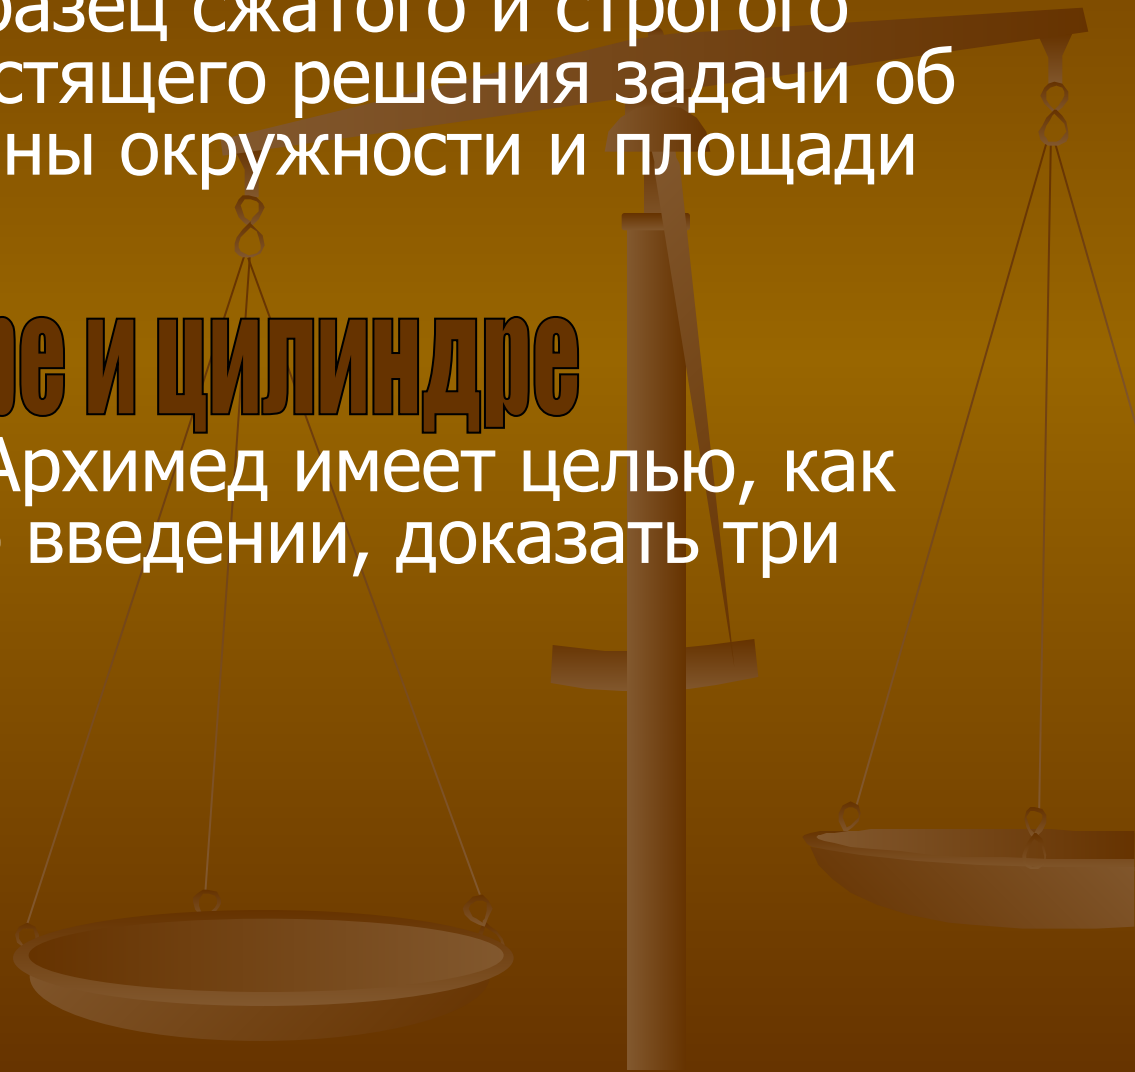 разец сжатого и строгого
стящего решения задачи об
ны окружности и площади
ре и цилиндре
Архимед имеет целью, как
введении, доказать три